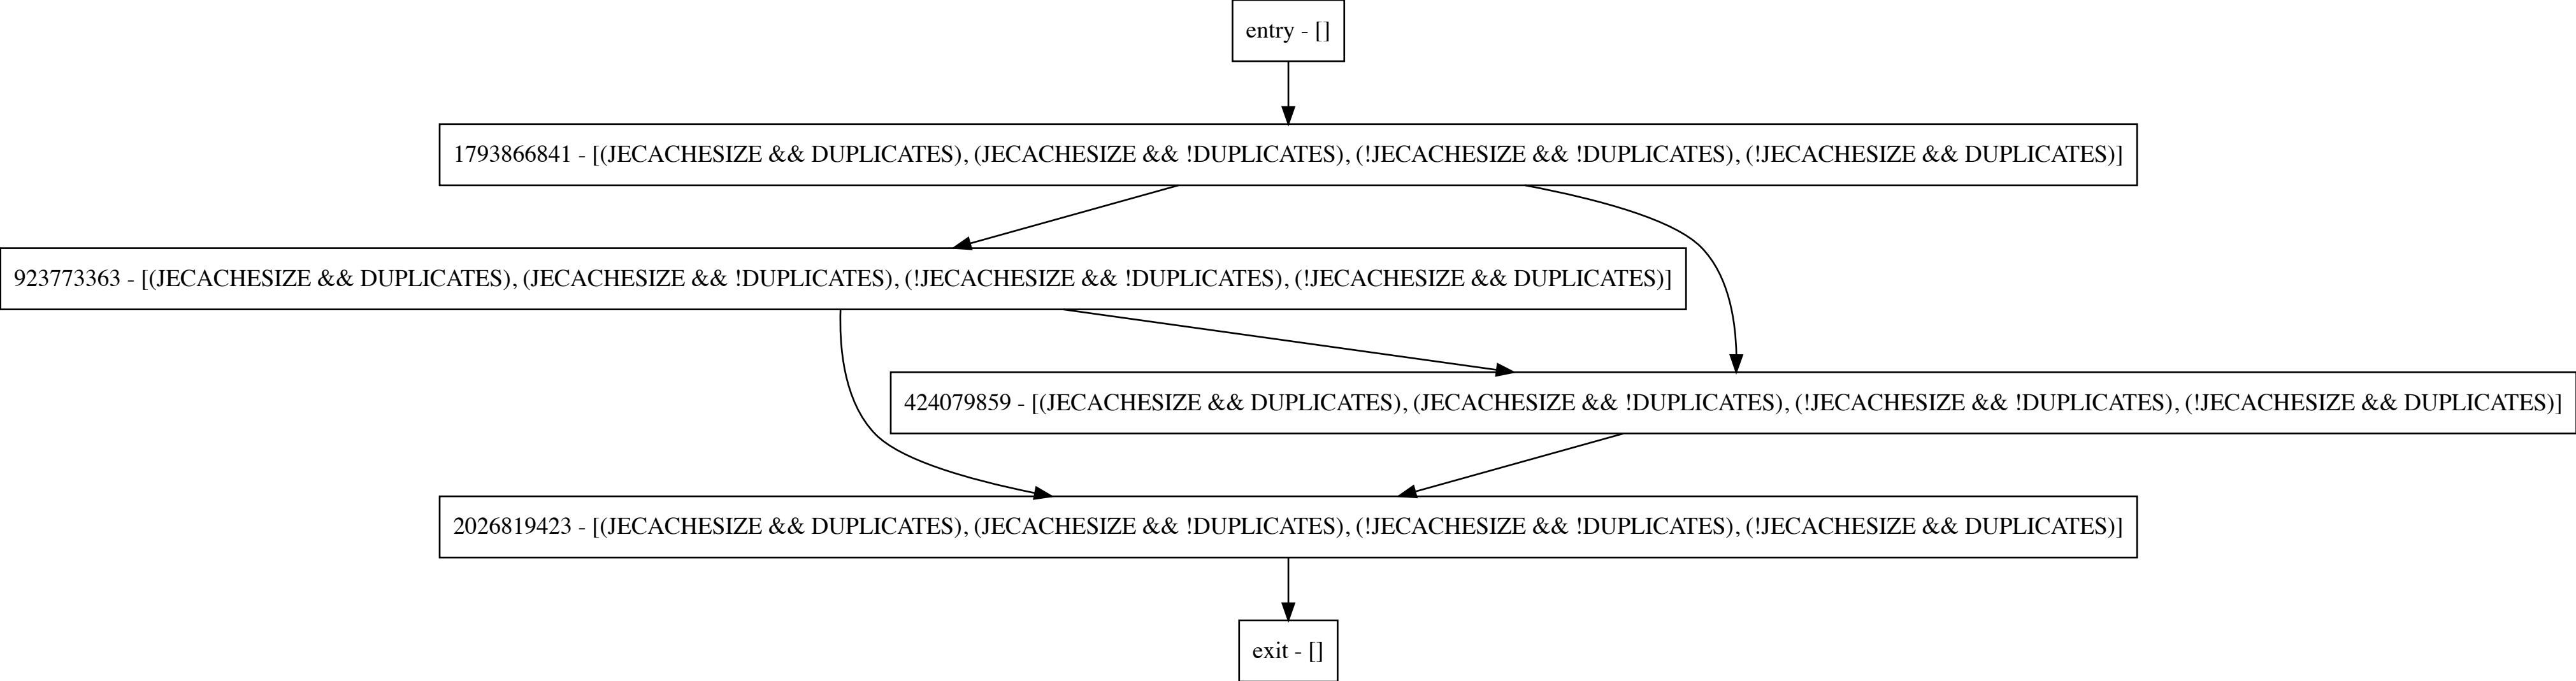 entry - []
1793866841 - [(JECACHESIZE && DUPLICATES), (JECACHESIZE && !DUPLICATES), (!JECACHESIZE && !DUPLICATES), (!JECACHESIZE && DUPLICATES)]
923773363 - [(JECACHESIZE && DUPLICATES), (JECACHESIZE && !DUPLICATES), (!JECACHESIZE && !DUPLICATES), (!JECACHESIZE && DUPLICATES)]
424079859 - [(JECACHESIZE && DUPLICATES), (JECACHESIZE && !DUPLICATES), (!JECACHESIZE && !DUPLICATES), (!JECACHESIZE && DUPLICATES)]
2026819423 - [(JECACHESIZE && DUPLICATES), (JECACHESIZE && !DUPLICATES), (!JECACHESIZE && !DUPLICATES), (!JECACHESIZE && DUPLICATES)]
exit - []